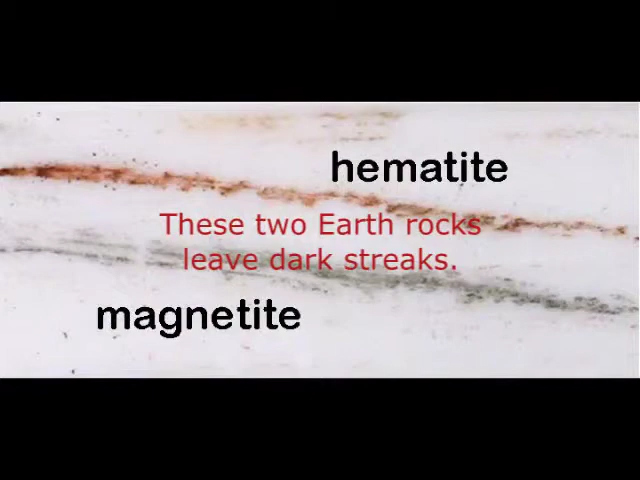 hematite
These two Earth rocks
leave dark streaks.
magnetite